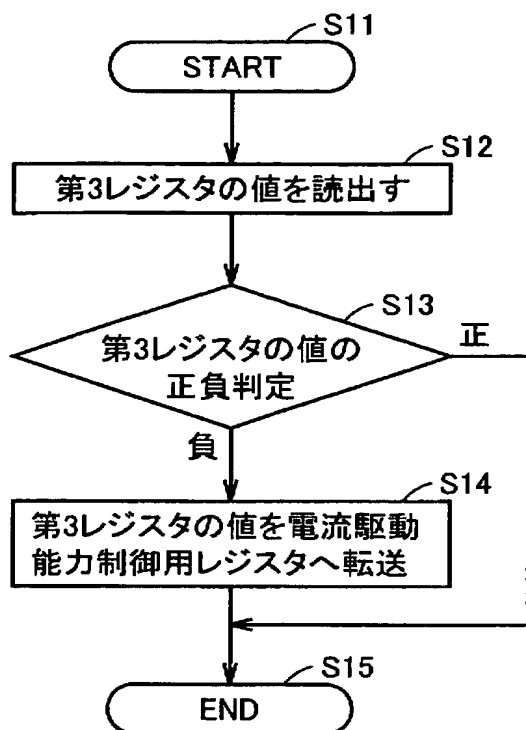 S11
START
S12
第3レジスタの値を読出す
S13
第3レジスタの値の
正負判定
正
負
S14
第3レジスタの値を電流駆動
能力制御用レジスタへ転送
S15
END